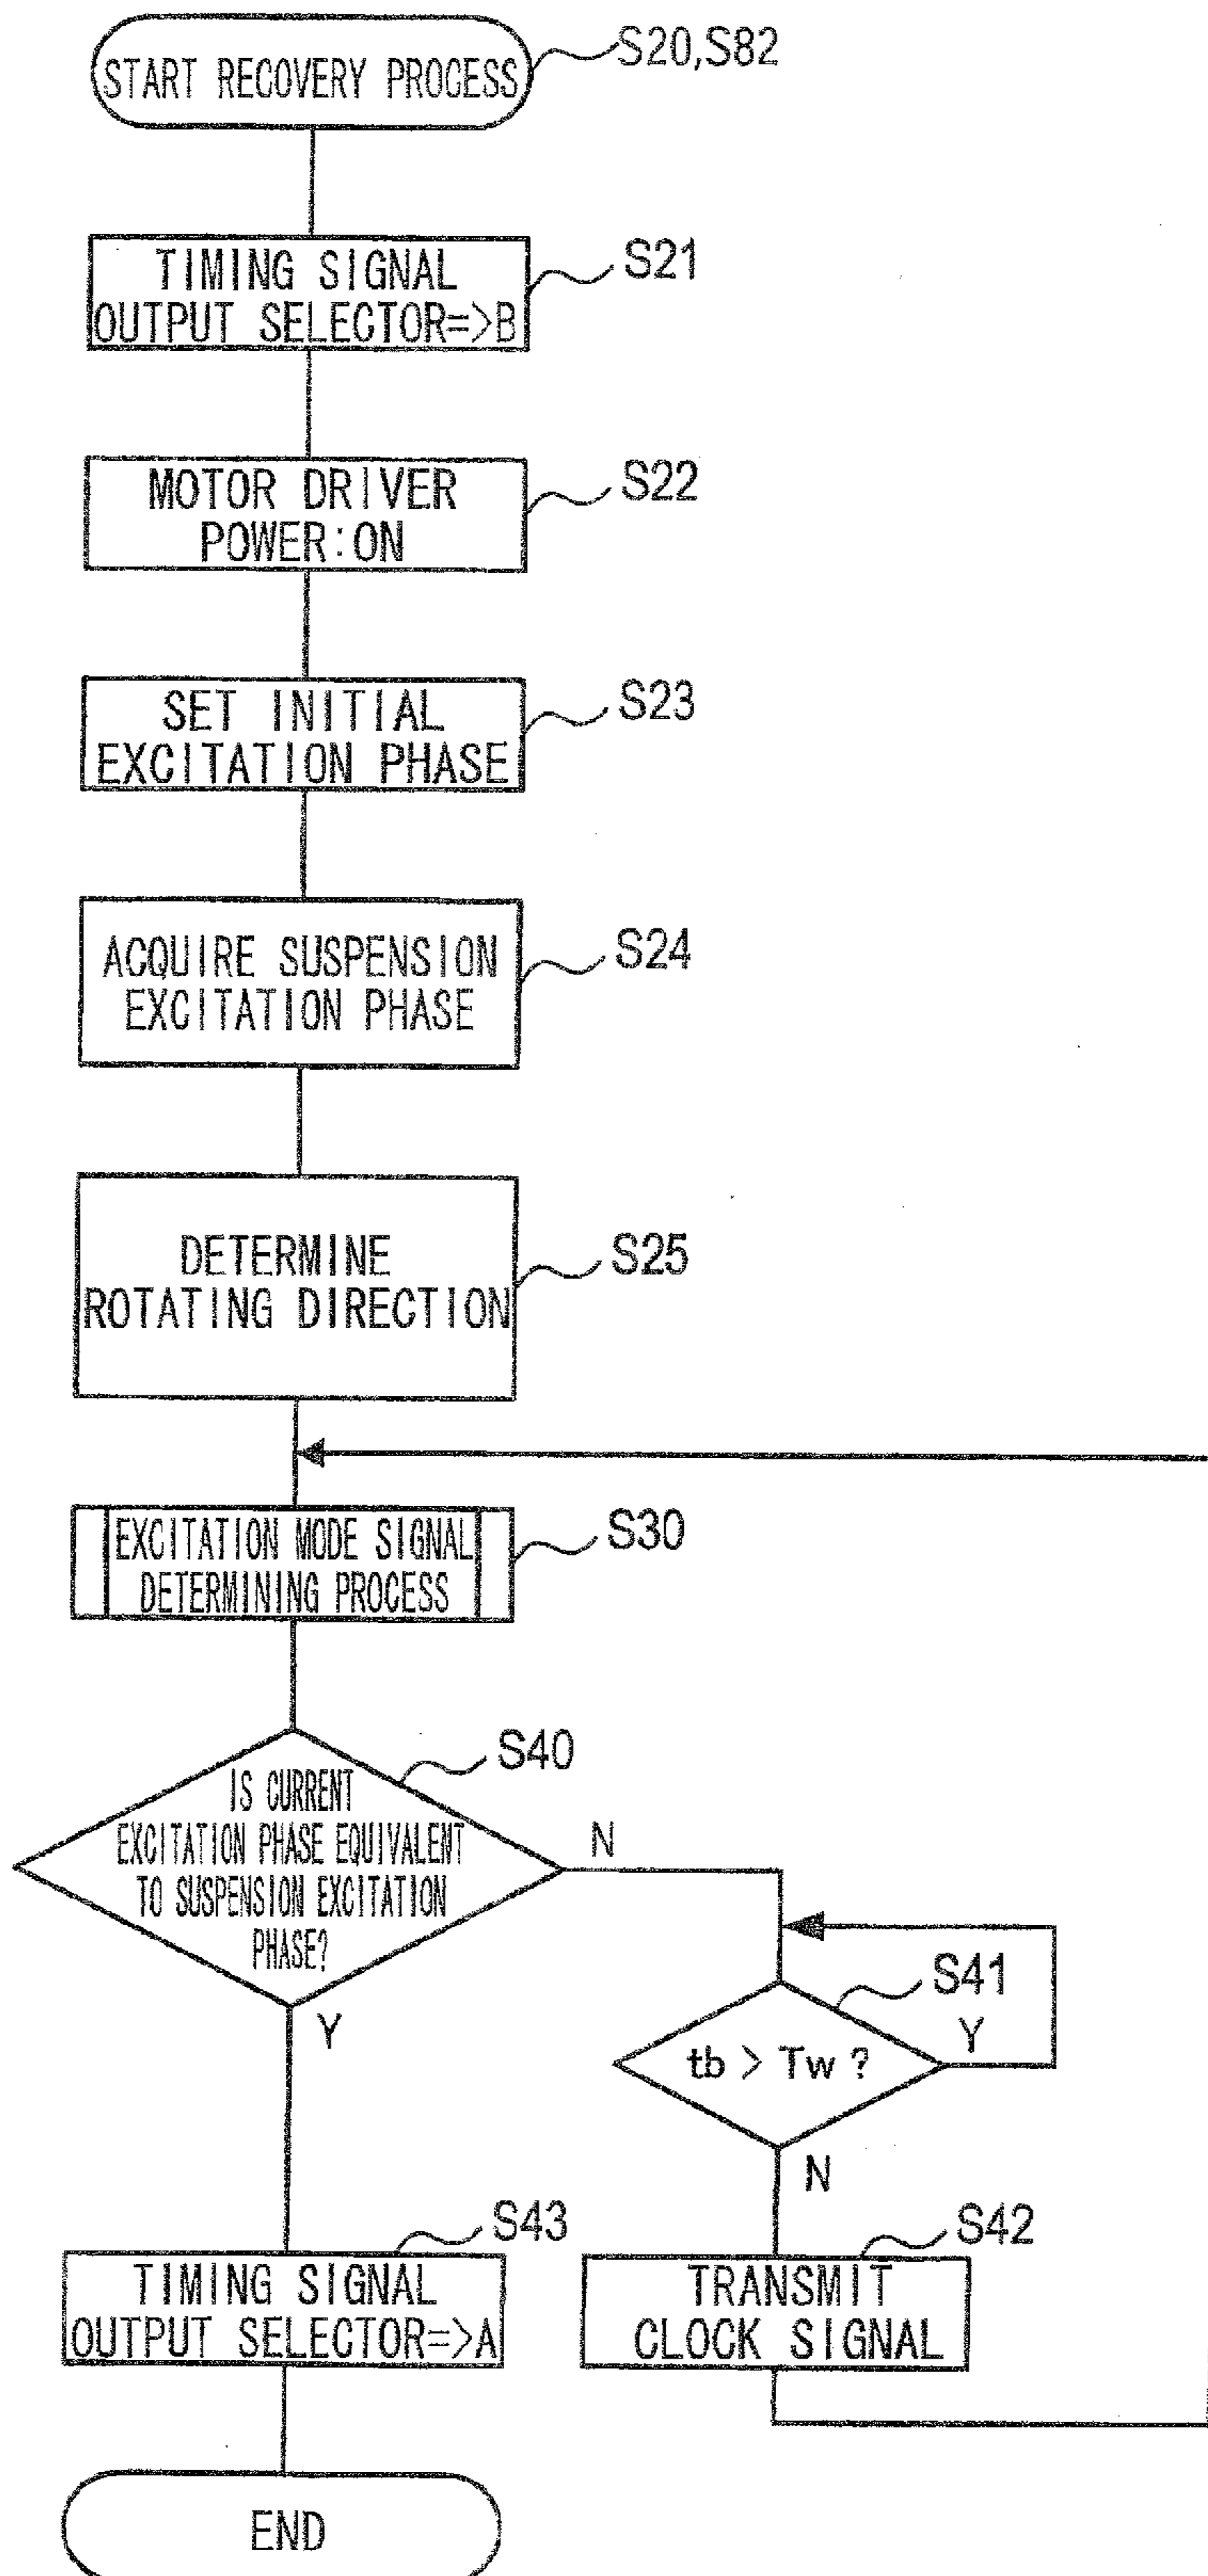 START RECOVERY PROCESS
S20,S82
TIMING SIGNAL
OUTPUT SELECTOR=>B
S21
MOTOR DRIVER
POWER:ON
S22
SET INITIAL
EXCITATION PHASE
S23
ACQUIRE SUSPENSION
EXCITATION PHASE
S24
DETERMINE
ROTATING DIRECTION
S25
EXCITATION MODE SIGNAL
DETERMINING PROCESS
S30
IS CURRENT
EXCITATION PHASE EQUIVALENT
TO SUSPENSION EXCITATION
PHASE?
S40
N
Y
tb > Tw ?
S41
Y
N
TIMING SIGNAL
OUTPUT SELECTOR=>A
S43
TRANSMIT
CLOCK SIGNAL
S42
END